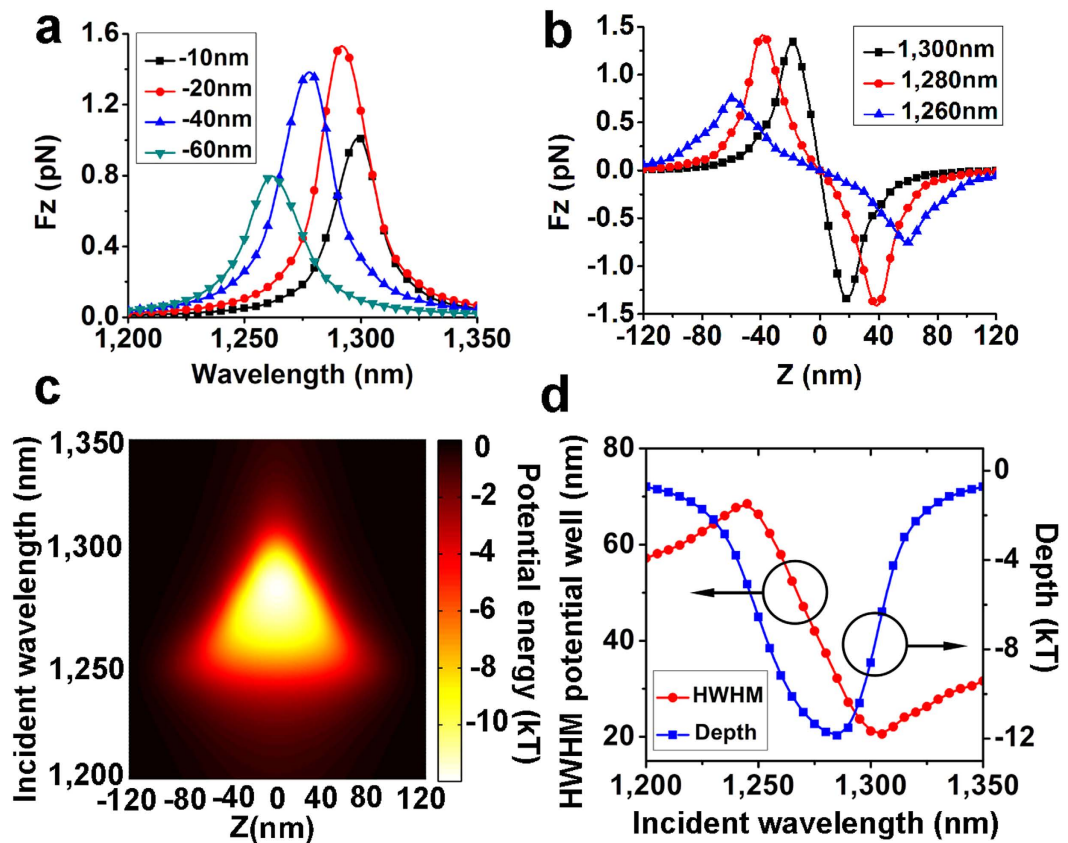 a
-10nm
-20nm
-40nm
-60nm
1.6
1.2
0.8
0.4
0.0
Fz (pN)
1,200 1,250 1,300 1,350
Wavelength (nm)
b
1,300nm
1,280nm
1,260nm
1.5
1.0
0.5
0.0
-0.5
-1.0
-1.5
Fz (pN)
-120 -80 -40 0 40 80 120
Z (nm)
c
1,350
1,300
1,250
1,200
Incident wavelength (nm)
-120 -80 -40 0 40 80 120
Z(nm)
0
-2
-4
-6
-8
-10
Potential energy (kT)
d
80
70
60
50
40
30
20
HWHM potential well (nm)
HWHM
Depth
0
-4
-8
-12
Depth (kT)
1,200 1,250 1,300 1,350
Incident wavelength (nm)